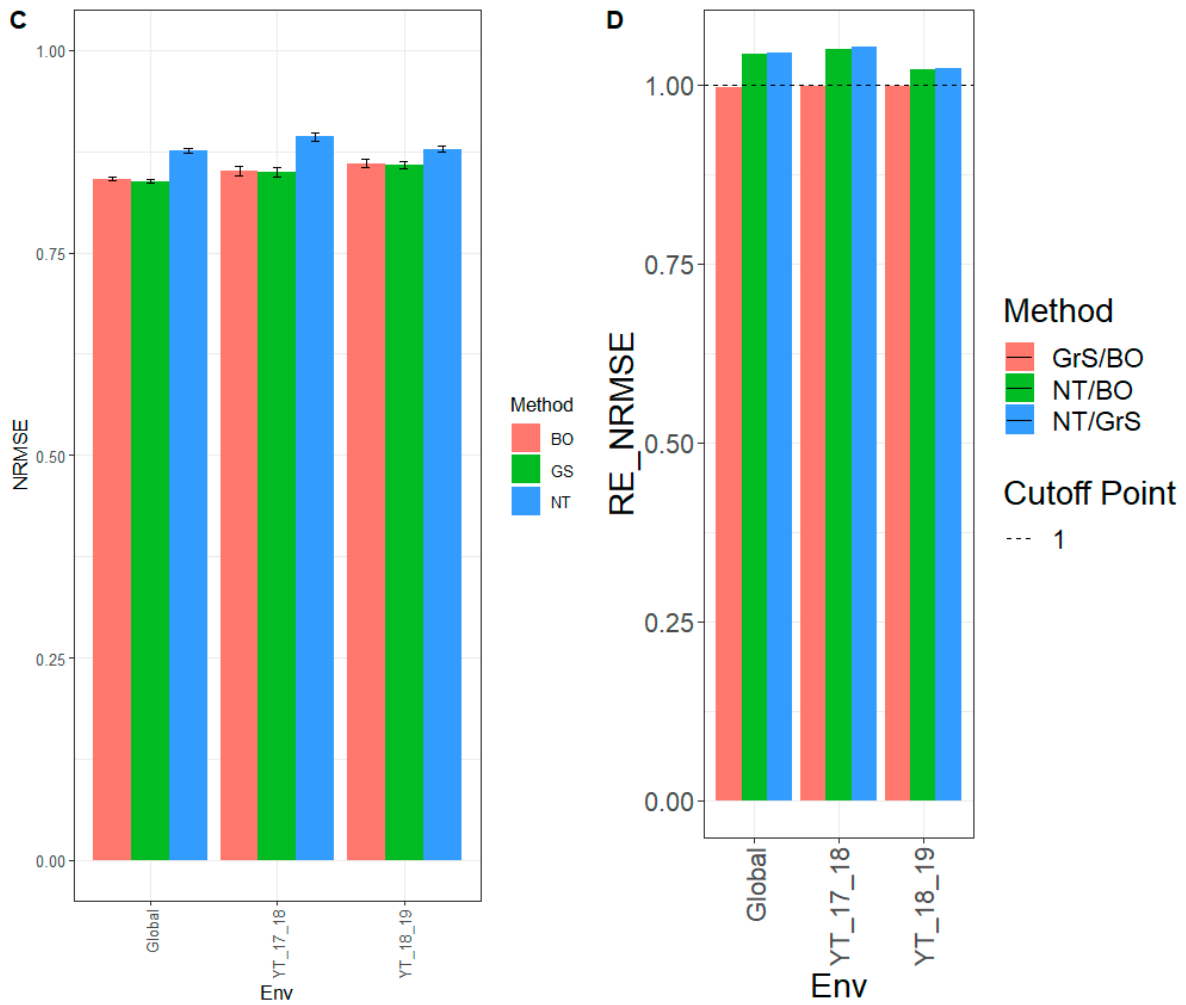 C
1.00
0.75
0.50
0.25
0.00
NRMSE
Global
YT_17_18
YT_18_19
Env
Method
BO
GS
NT
D
1.00
0.75
0.50
0.25
0.00
RE_NRMSE
Global
YT_17_18
YT_18_19
Env
Method
GrS/BO
NT/BO
NT/GrS
Cutoff Point
1